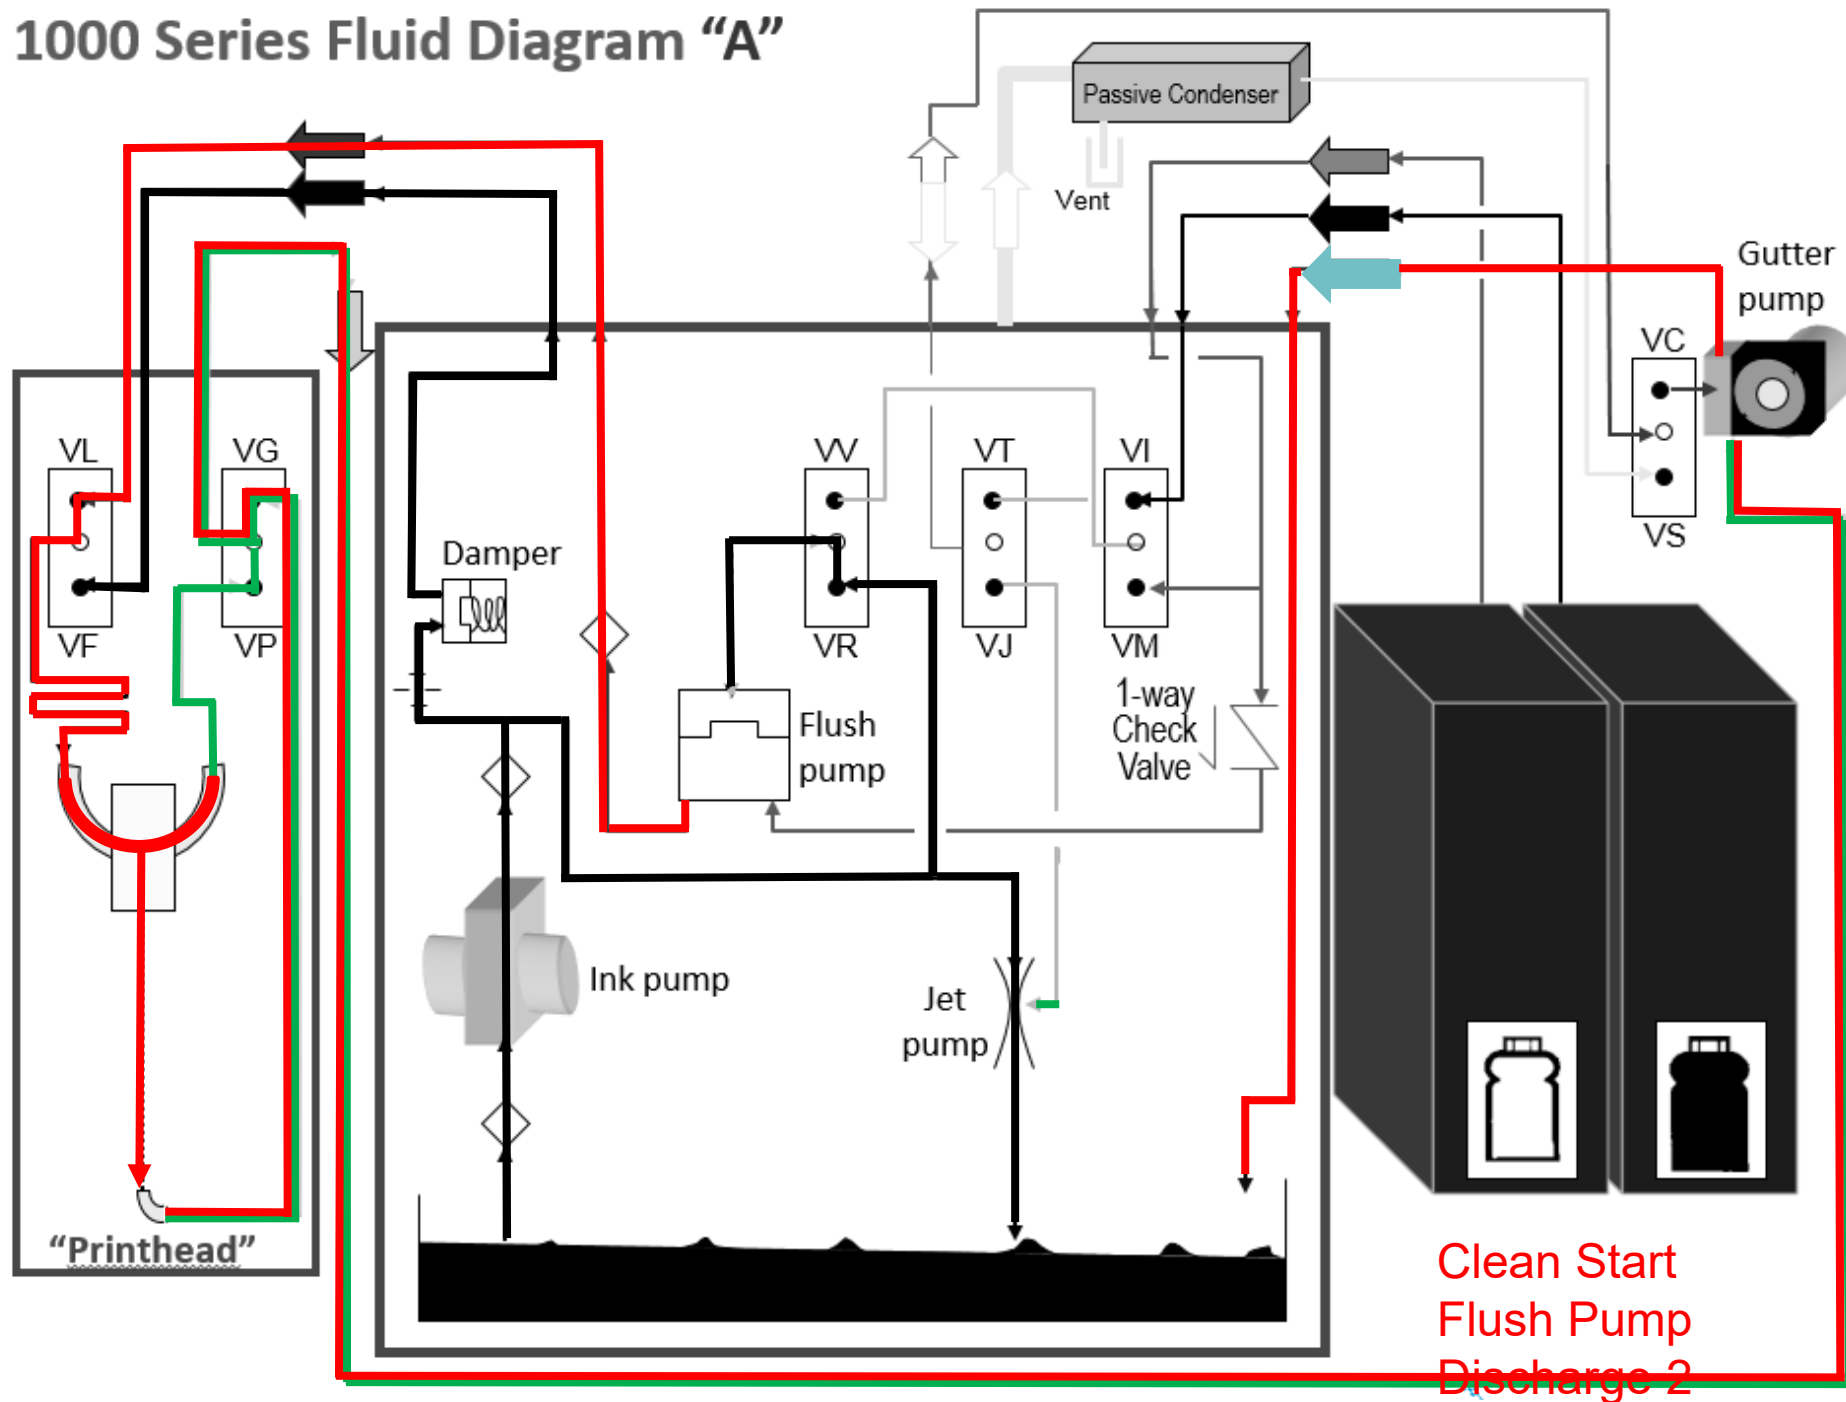 1000 Series Fluid Diagram “A”
Passive Condenser
Vent
Gutter
pump
VC
VS
VL
VG
VV
VT
VI
VF
VP
VR
VJ
VM
Damper
1-way
Check
Valve
Flush
pump
Ink pump
Jet
pump
“Printhead”
Clean Start
Flush Pump
Discharge 2